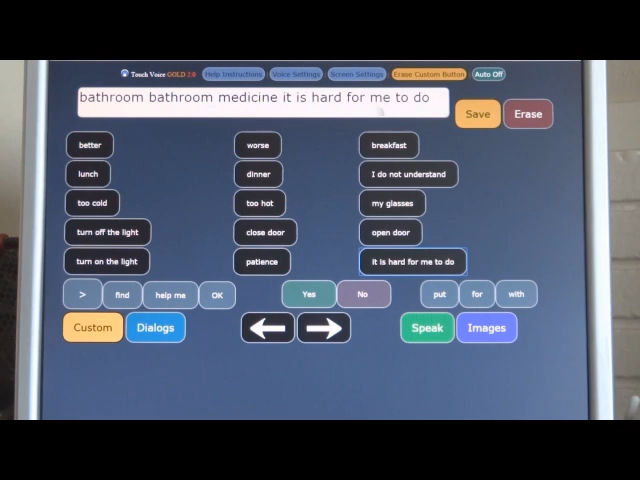 Touch Voice GOLD 2.0 Help Instructions Voice Settings Screen Settings Erase Custom Button Auto Off
bathroom bathroom medicine it is hard for me to do
Save Erase
better worse breakfast
lunch dinner I do not understand
too cold too hot my glasses
turn off the light close door open door
turn on the light patience it is hard for me to do
> find help me OK Yes No put for with
Custom Dialogs Speak Images